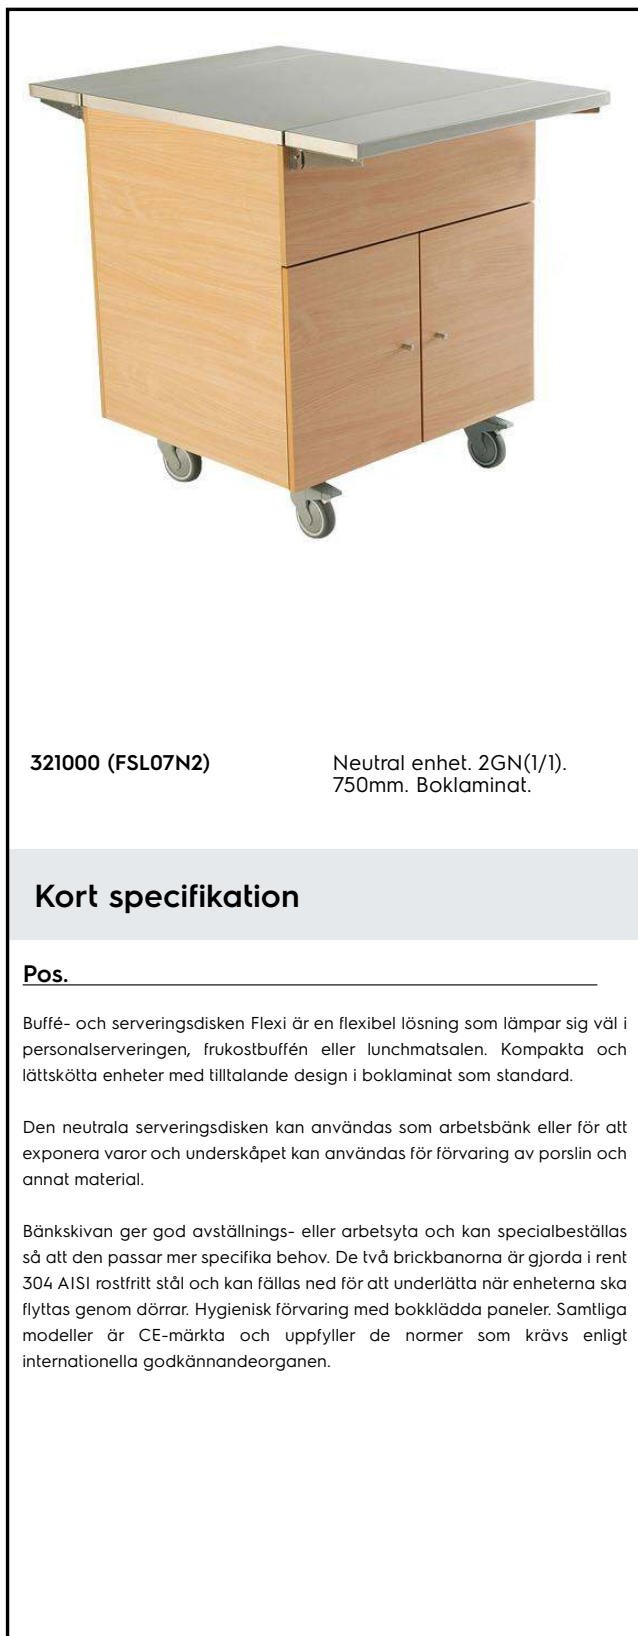 321000 (FSL07N2)
Neutral enhet. 2GN(1/1).
750mm. Boklaminat.
Kort specifikation
Pos.
Buffé- och serveringsdisken Flexi är en flexibel lösning som lämpar sig väl i
personalserveringen, frukostbuffén eller lunchmatsalen. Kompakta och
lättskötta enheter med tilltalande design i boklaminat som standard.
Den neutrala serveringsdisken kan användas som arbetsbänk eller för att
exponera varor och underskåpet kan användas för förvaring av porslin och
annat material.
Bänkskivan ger god avställnings- eller arbetsyta och kan specialbeställas
så att den passar mer specifika behov. De två brickbanorna är gjorda i rent
304 AISI rostfritt stål och kan fällas ned för att underlätta när enheterna ska
flyttas genom dörrar. Hygienisk förvaring med bokklädda paneler. Samtliga
modeller är CE-märkta och uppfyller de normer som krävs enligt
internationella godkännandeorganen.